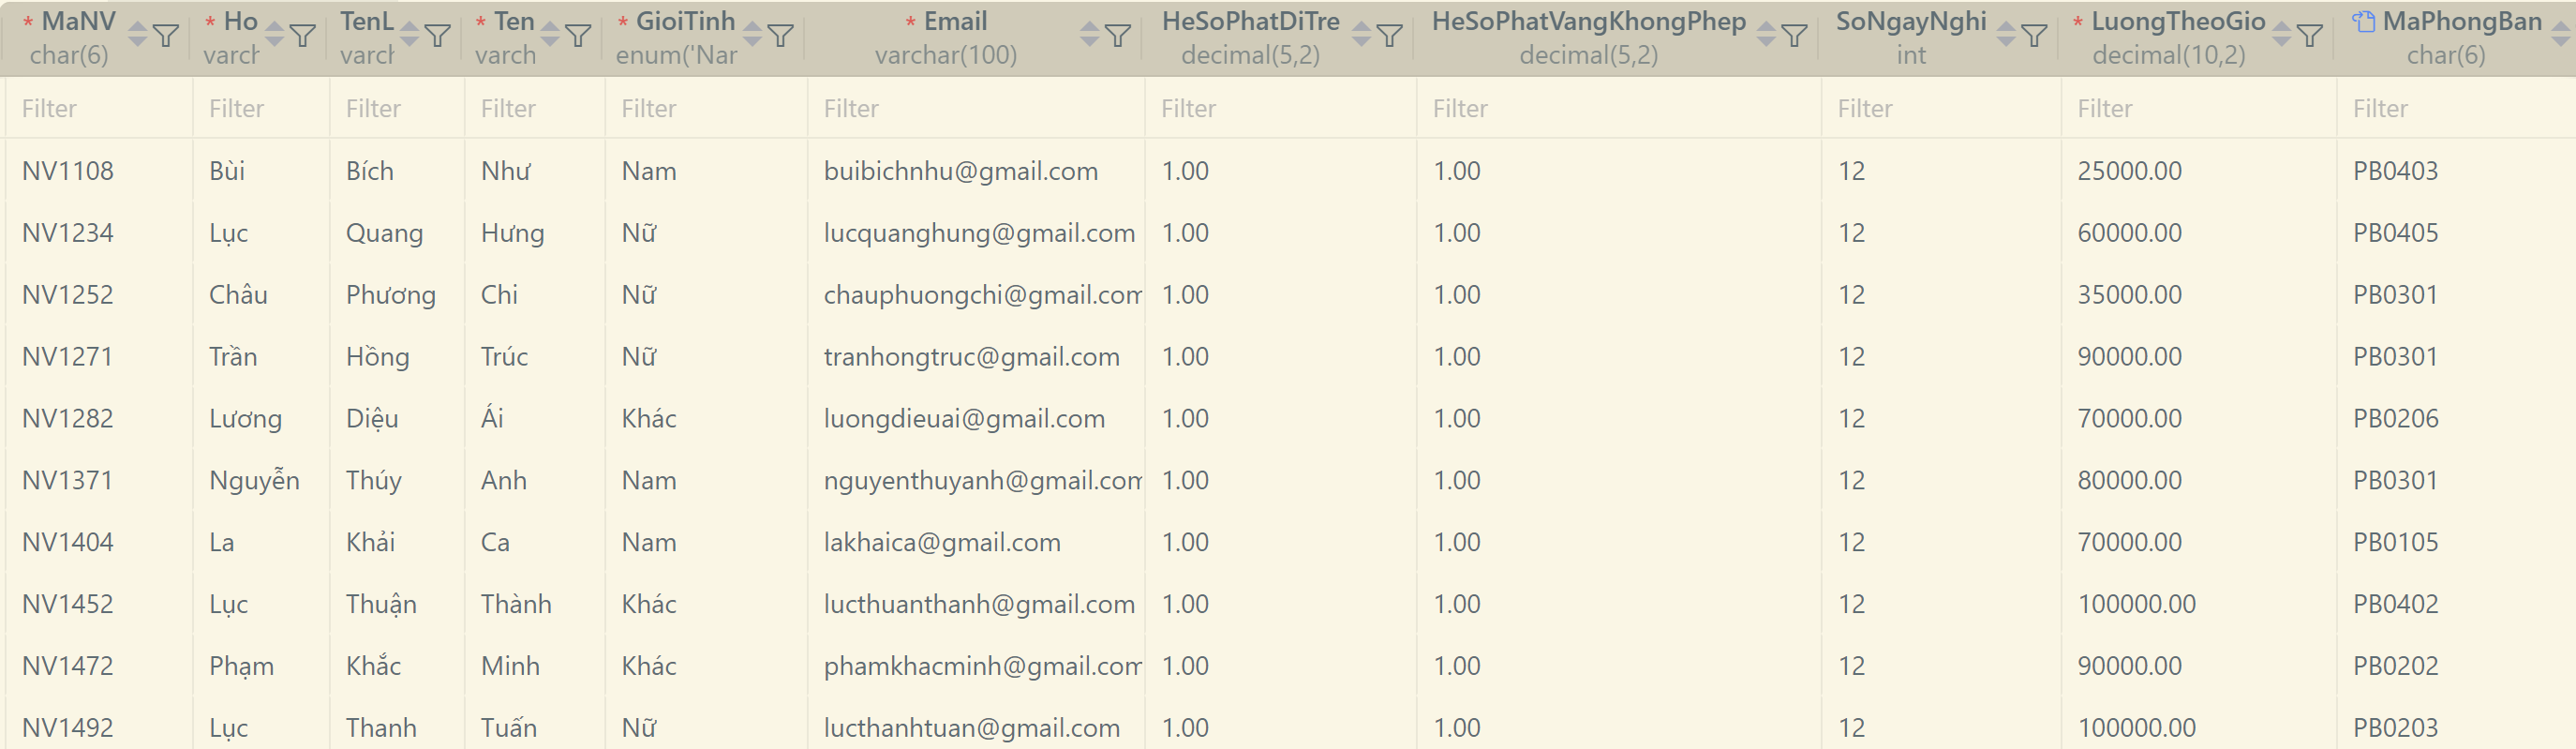 * MaNV * Ho TenL * Ten * GioiTinh * Email HeSoPhatDiTre HeSoPhatVangKhongPhep SoNgayNghi * LuongTheoGio MaPhongBan
char(6) varch varch varch enum('Nar varchar(100) decimal(5,2) decimal(5,2) int decimal(10,2) char(6)
Filter Filter Filter Filter Filter Filter Filter Filter Filter Filter Filter
NV1108 Bùi Bích Như Nam buibichnhu@gmail.com 1.00 1.00 12 25000.00 PB0403
NV1234 Lục Quang Hưng Nữ lucquanghung@gmail.com 1.00 1.00 12 60000.00 PB0405
NV1252 Châu Phương Chi Nữ chauphuongchi@gmail.com 1.00 1.00 12 35000.00 PB0301
NV1271 Trần Hồng Trúc Nữ tranhongtruc@gmail.com 1.00 1.00 12 90000.00 PB0301
NV1282 Lương Diệu Ái Khác luongdieuai@gmail.com 1.00 1.00 12 70000.00 PB0206
NV1371 Nguyễn Thúy Anh Nam nguyenthuyanh@gmail.com 1.00 1.00 12 80000.00 PB0301
NV1404 La Khải Ca Nam lakhaica@gmail.com 1.00 1.00 12 70000.00 PB0105
NV1452 Lục Thuận Thành Khác lucthuanthanh@gmail.com 1.00 1.00 12 100000.00 PB0402
NV1472 Phạm Khắc Minh Khác phamkhacminh@gmail.com 1.00 1.00 12 90000.00 PB0202
NV1492 Lục Thanh Tuấn Nữ lucthanhtuan@gmail.com 1.00 1.00 12 100000.00 PB0203